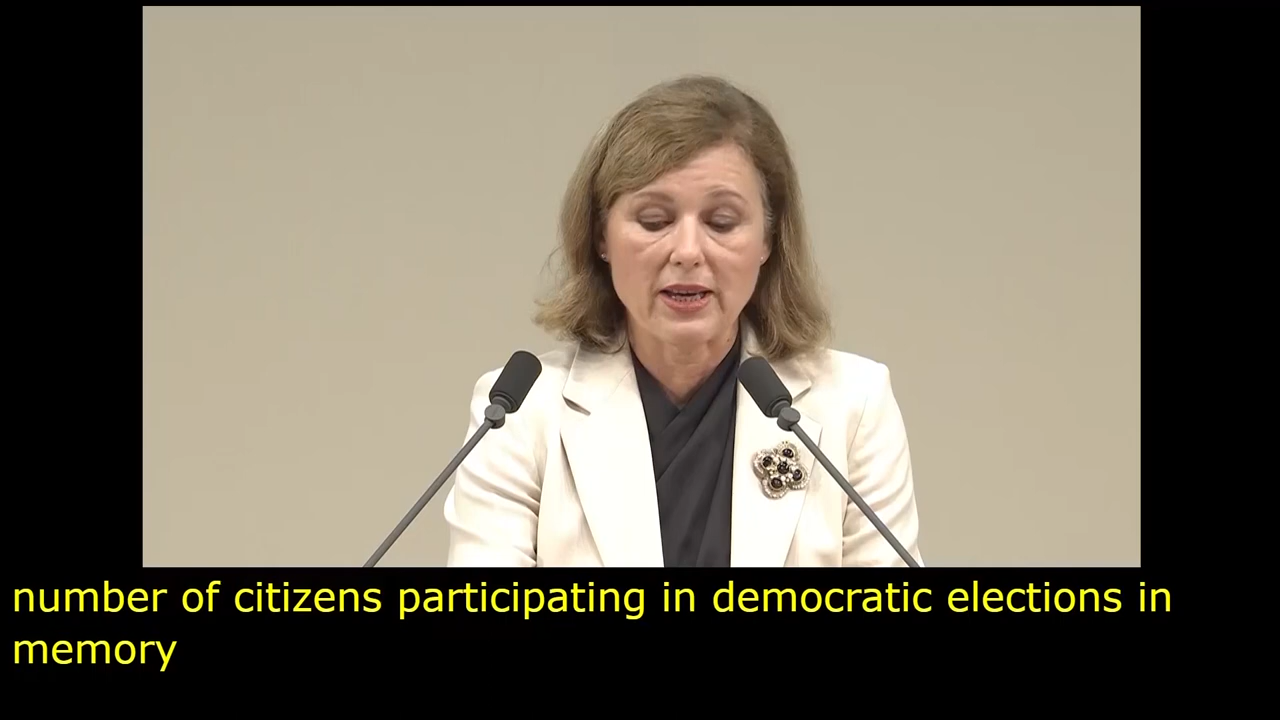 number of citizens participating in democratic elections in
memory